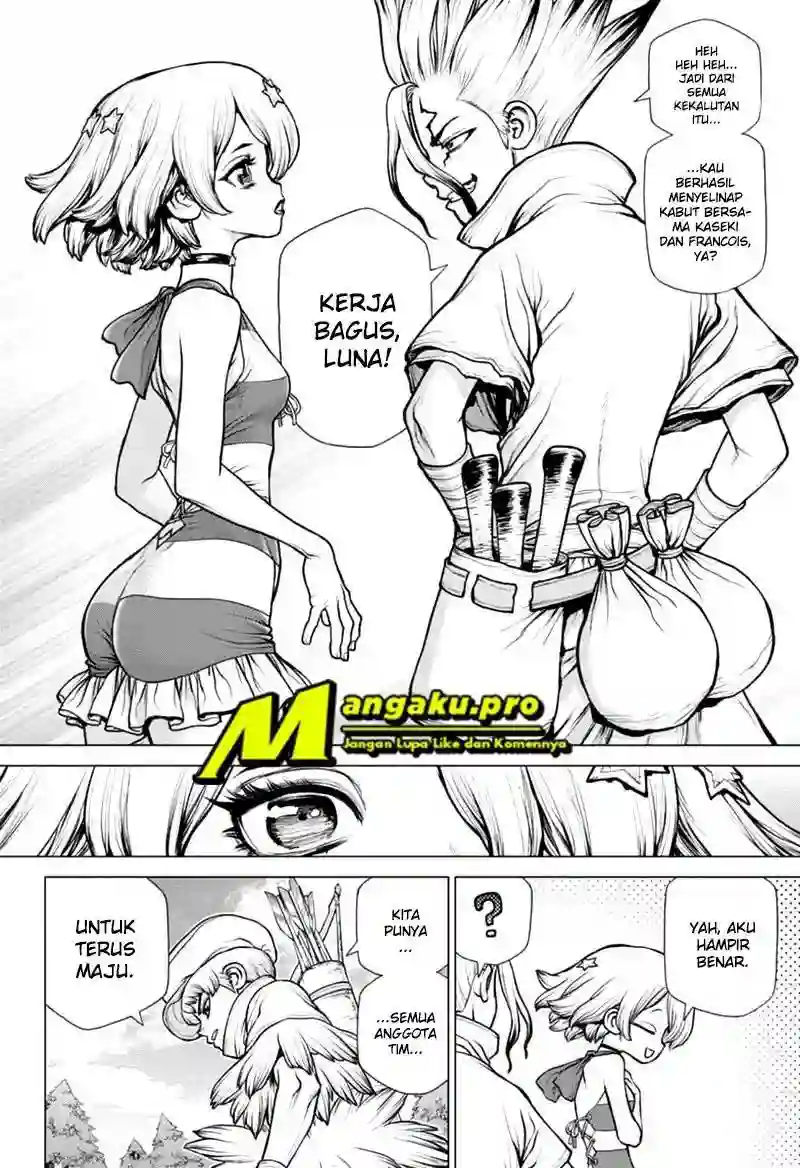 HEH
HEH HEH...
JADI DARI
SEMUA
KEKALUTAN
ITU...
...KAU
BERHASIL
MENYELINAP
KABUT BERSA-
MA KASEKI
DAN FRANCOIS,
YA?
KERJA
BAGUS,
LUNA!
Mangaku.pro
Jangan Lupa Like dan Komennya
?
YAH, AKU
HAMPIR
BENAR.
KITA
PUNYA
...
...SEMUA
ANGGOTA
TIM...
UNTUK
TERUS
MAJU.